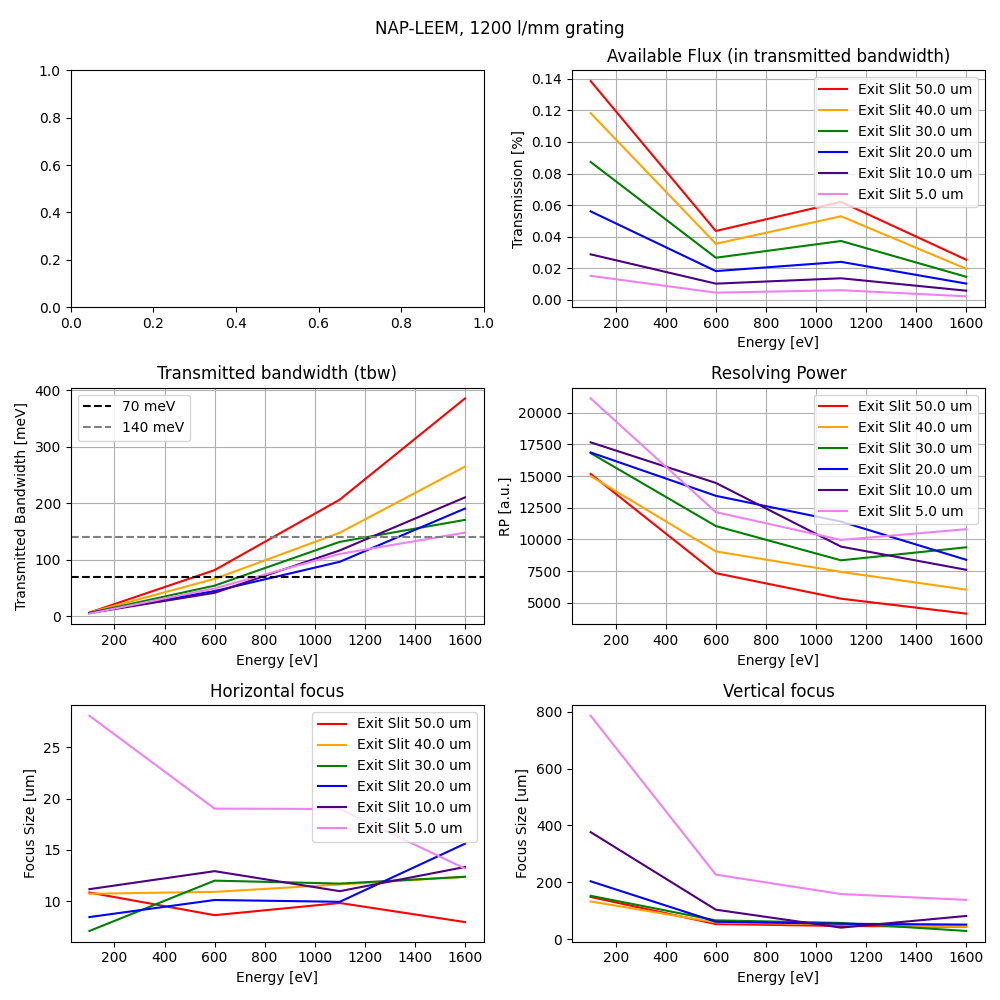 NAP-LEEM, 1200 l/mm grating
1.0
0.8
0.6
0.4
0.2
0.0
0.0 0.2 0.4 0.6 0.8 1.0
Available Flux (in transmitted bandwidth)
Transmission [%]
0.14
0.12
0.10
0.08
0.06
0.04
0.02
0.00
Exit Slit 50.0 um
Exit Slit 40.0 um
Exit Slit 30.0 um
Exit Slit 20.0 um
Exit Slit 10.0 um
Exit Slit 5.0 um
200 400 600 800 1000 1200 1400 1600
Energy [eV]
Transmitted bandwidth (tbw)
Transmitted Bandwidth [meV]
400
300
200
100
0
70 meV
140 meV
200 400 600 800 1000 1200 1400 1600
Energy [eV]
Resolving Power
RP [a.u.]
20000
17500
15000
12500
10000
7500
5000
Exit Slit 50.0 um
Exit Slit 40.0 um
Exit Slit 30.0 um
Exit Slit 20.0 um
Exit Slit 10.0 um
Exit Slit 5.0 um
200 400 600 800 1000 1200 1400 1600
Energy [eV]
Horizontal focus
Focus Size [um]
25
20
15
10
Exit Slit 50.0 um
Exit Slit 40.0 um
Exit Slit 30.0 um
Exit Slit 20.0 um
Exit Slit 10.0 um
Exit Slit 5.0 um
200 400 600 800 1000 1200 1400 1600
Energy [eV]
Vertical focus
Focus Size [um]
800
600
400
200
0
200 400 600 800 1000 1200 1400 1600
Energy [eV]